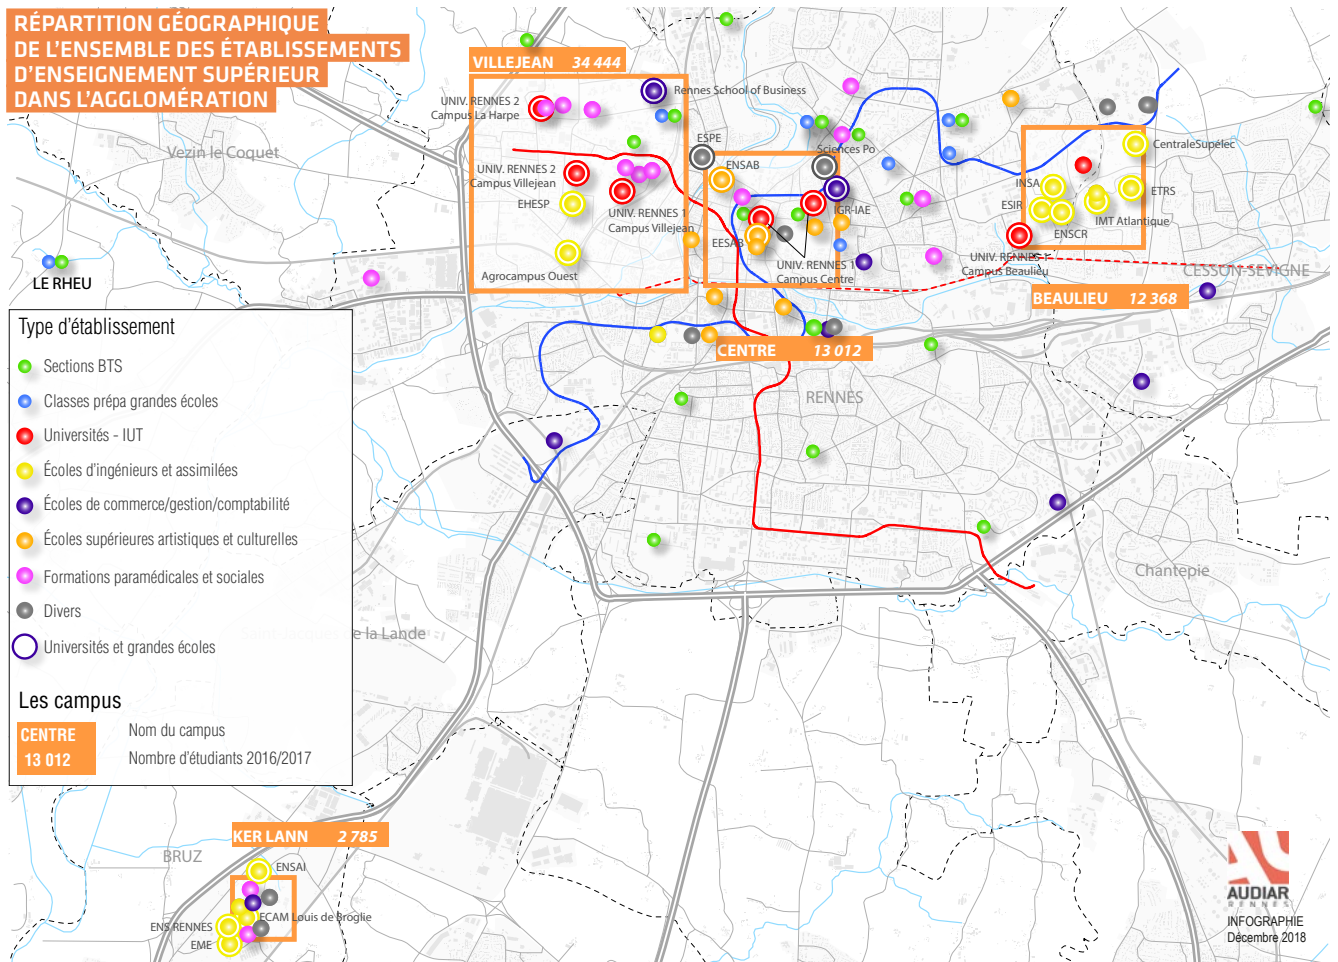 RÉPARTITION GÉOGRAPHIQUE
DE L'ENSEMBLE DES ÉTABLISSEMENTS
D'ENSEIGNEMENT SUPÉRIEUR
DANS L'AGGLOMÉRATION
VILLEJEAN 34 444
UNIV. RENNES 2
Campus La Harpe
Rennes School of Business
Vezin le Coquet
UNIV. RENNES 2
Campus Villejean
EHESP
UNIV. RENNES 1
Campus Villejean
Agrocampus Ouest
ESPE
ENSAB
Sciences Po
IGR-IAE
EESAB
UNIV. RENNES 1
Campus Centre
CentraleSupélec
INSA
ETRS
ESIR
IMT Atlantique
ENSCR
UNIV. RENNES 1
Campus Beaulieu
CESSON-SÉVIGNÉ
BEAULIEU 12 368
LE RHEU
CENTRE 13 012
RENNES
Type d'établissement
Sections BTS
Classes prépa grandes écoles
Universités - IUT
Écoles d'ingénieurs et assimilées
Écoles de commerce/gestion/comptabilité
Écoles supérieures artistiques et culturelles
Formations paramédicales et sociales
Divers
Universités et grandes écoles
Les campus
CENTRE
13 012
Nom du campus
Nombre d'étudiants 2016/2017
Chantepie
Saint-Jacques de la Lande
KER LANN 2 785
BRUZ
ENSAI
ECAM Louis de Broglie
ENS RENNES
EME
AU
AUDIAR
RENNES
INFOGRAPHIE
Décembre 2018